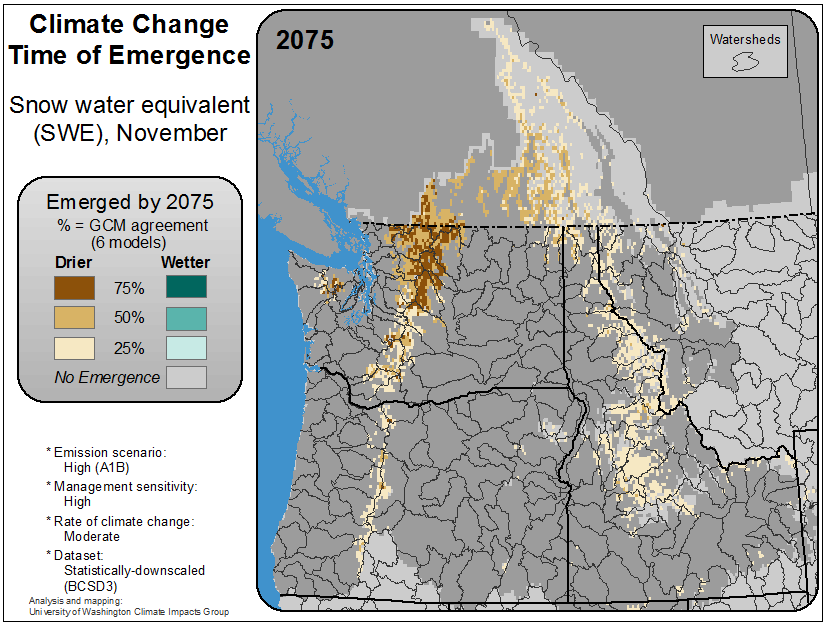 Climate Change
Time of Emergence
Snow water equivalent
(SWE), November
Emerged by 2075
% = GCM agreement
(6 models)
Drier Wetter
75%
50%
25%
No Emergence
* Emission scenario:
High (A1B)
* Management sensitivity:
High
* Rate of climate change:
Moderate
* Dataset:
Statistically-downscaled
(BCSD3)
Analysis and mapping:
University of Washington Climate Impacts Group
2075
Watersheds